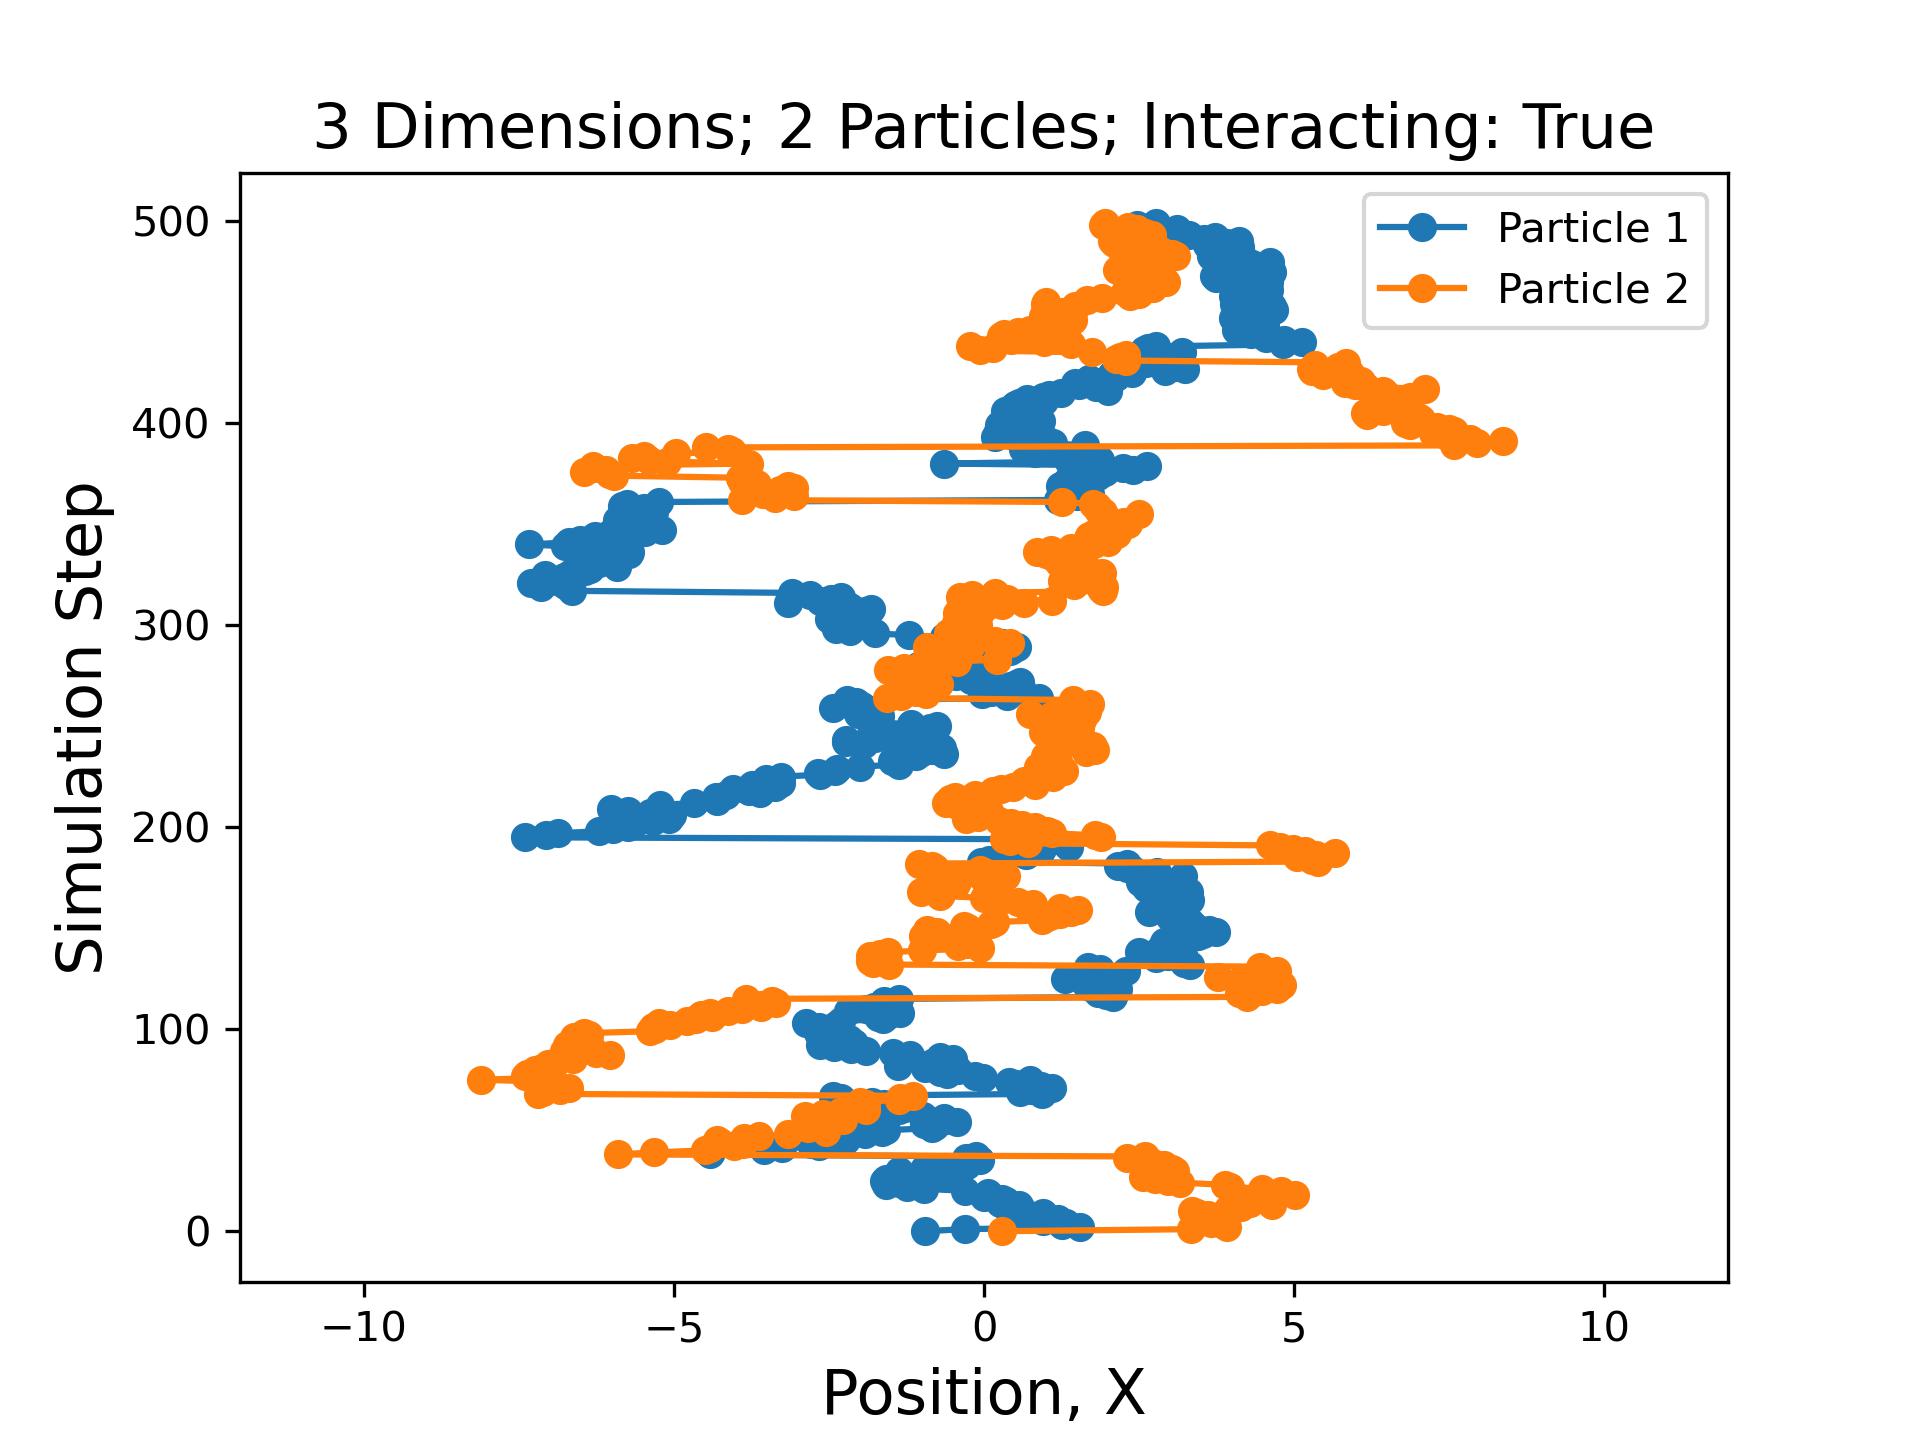 3 Dimensions; 2 Particles; Interacting: True
Particle 1
Particle 2
500
400
300
200
100
0
Simulation Step
−10 −5 0 5 10
Position, X